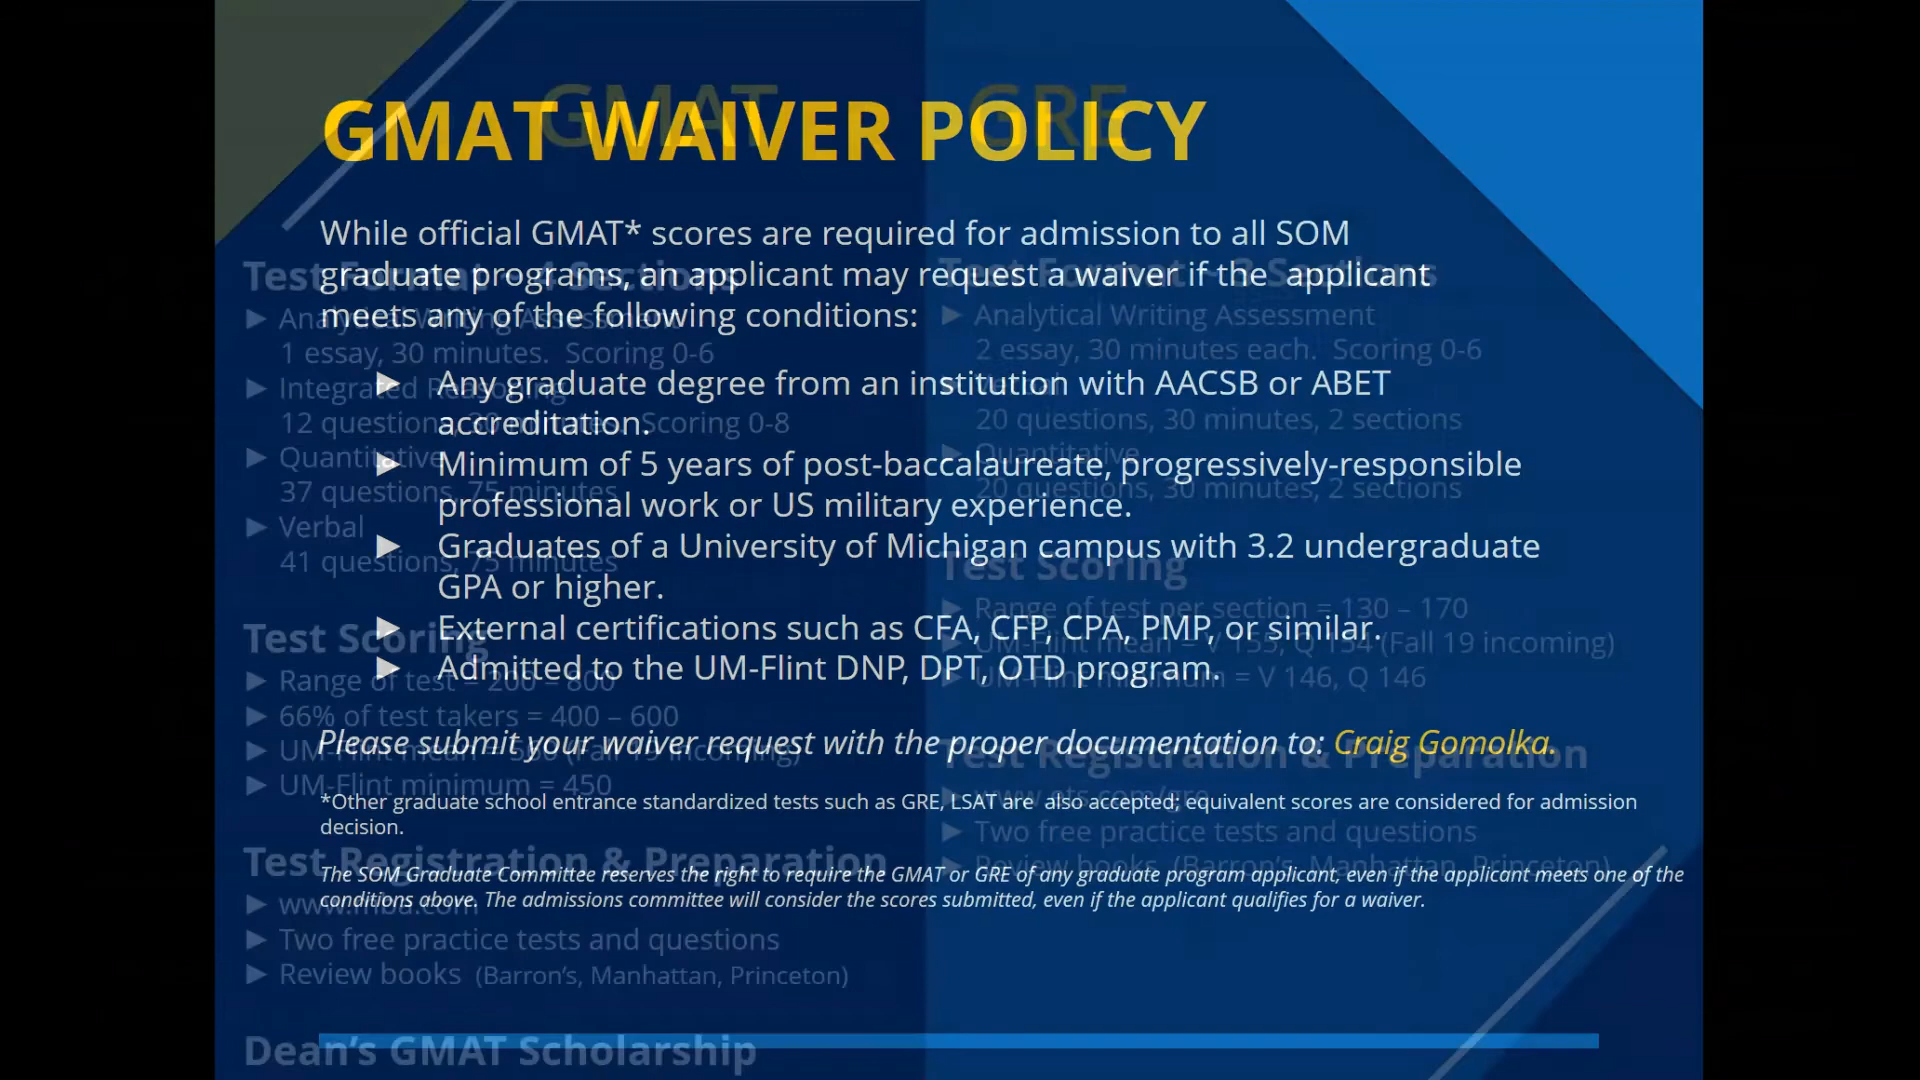 GMAT WAIVER POLICY
While official GMAT* scores are required for admission to all SOM
graduate programs, an applicant may request a waiver if the applicant
meets any of the following conditions:
► Any graduate degree from an institution with AACSB or ABET
accreditation.
► Minimum of 5 years of post-baccalaureate, progressively-responsible
professional work or US military experience.
► Graduates of a University of Michigan campus with 3.2 undergraduate
GPA or higher.
► External certifications such as CFA, CFP, CPA, PMP, or similar.
► Admitted to the UM-Flint DNP, DPT, OTD program.
Please submit your waiver request with the proper documentation to: Craig Gomolka.
*Other graduate school entrance standardized tests such as GRE, LSAT are also accepted; equivalent scores are considered for admission
decision.
The SOM Graduate Committee reserves the right to require the GMAT or GRE of any graduate program applicant, even if the applicant meets one of the
conditions above. The admissions committee will consider the scores submitted, even if the applicant qualifies for a waiver.
GMAT
Test Format – 4 Sections
► Analytical Writing Assessment
1 essay, 30 minutes. Scoring 0-6
► Integrated Reasoning
12 questions, 30 minutes. Scoring 0-8
► Quantitative
37 questions, 75 minutes
► Verbal
41 questions, 75 minutes
Test Scoring
► Range of test = 200 – 800
► 66% of test takers = 400 – 600
► UM-Flint mean = (Fall 19 incoming)
► UM-Flint minimum = 450
Test Registration & Preparation
► www.mba.com
► Two free practice tests and questions
► Review books (Barron's, Manhattan, Princeton)
Dean's GMAT Scholarship
GRE
Test Format – 3 Sections
► Analytical Writing Assessment
2 essay, 30 minutes each. Scoring 0-6
20 questions, 30 minutes, 2 sections
► Quantitative
20 questions, 30 minutes, 2 sections
Test Scoring
► Range of test per section = 130 – 170
► UM-Flint mean = V 153, Q 154 (Fall 19 incoming)
► UM-Flint minimum = V 146, Q 146
Test Registration & Preparation
► www.ets.com/gre
► Two free practice tests and questions
► Review books (Barron's, Manhattan, Princeton)